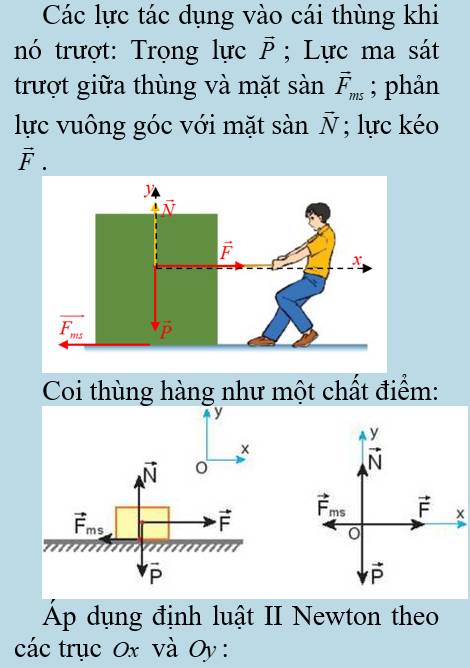 Các lực tác dụng vào cái thùng khi
nó trượt: Trọng lực $\vec{P}$ ; Lực ma sát
trượt giữa thùng và mặt sàn $\vec{F}_{ms}$ ; phản
lực vuông góc với mặt sàn $\vec{N}$ ; lực kéo
$\vec{F}$ .
y
$\vec{N}$
$\vec{F}$
x
$\overrightarrow{F_{ms}}$
$\vec{P}$
Coi thùng hàng như một chất điểm:
y
x
O
$\vec{N}$
$\vec{F}_{ms}$
$\vec{F}$
$\vec{P}$
y
$\vec{N}$
$\vec{F}_{ms}$
$\vec{F}$
x
O
$\vec{P}$
Áp dụng định luật II Newton theo
các trục Ox và Oy :